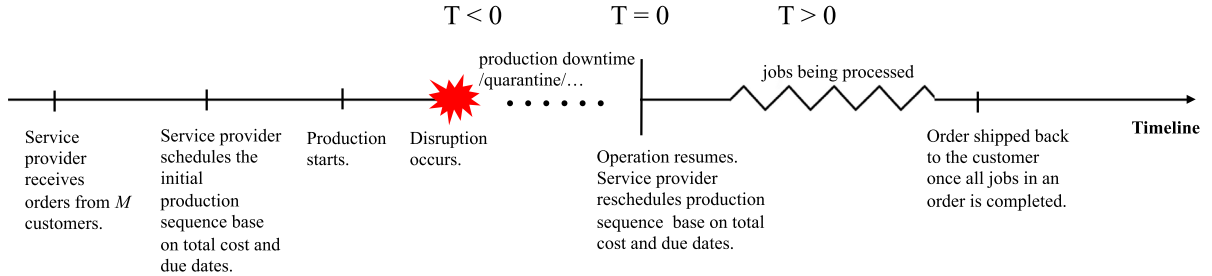 T < 0
T = 0
T > 0
production downtime
/quarantine/…
jobs being processed
Timeline
Service
provider
receives
orders from M
customers.
Service provider
schedules the
initial
production
sequence base
on total cost and
due dates.
Production
starts.
Disruption
occurs.
Operation resumes.
Service provider
reschedules production
sequence base on total
cost and due dates.
Order shipped back
to the customer
once all jobs in an
order is completed.